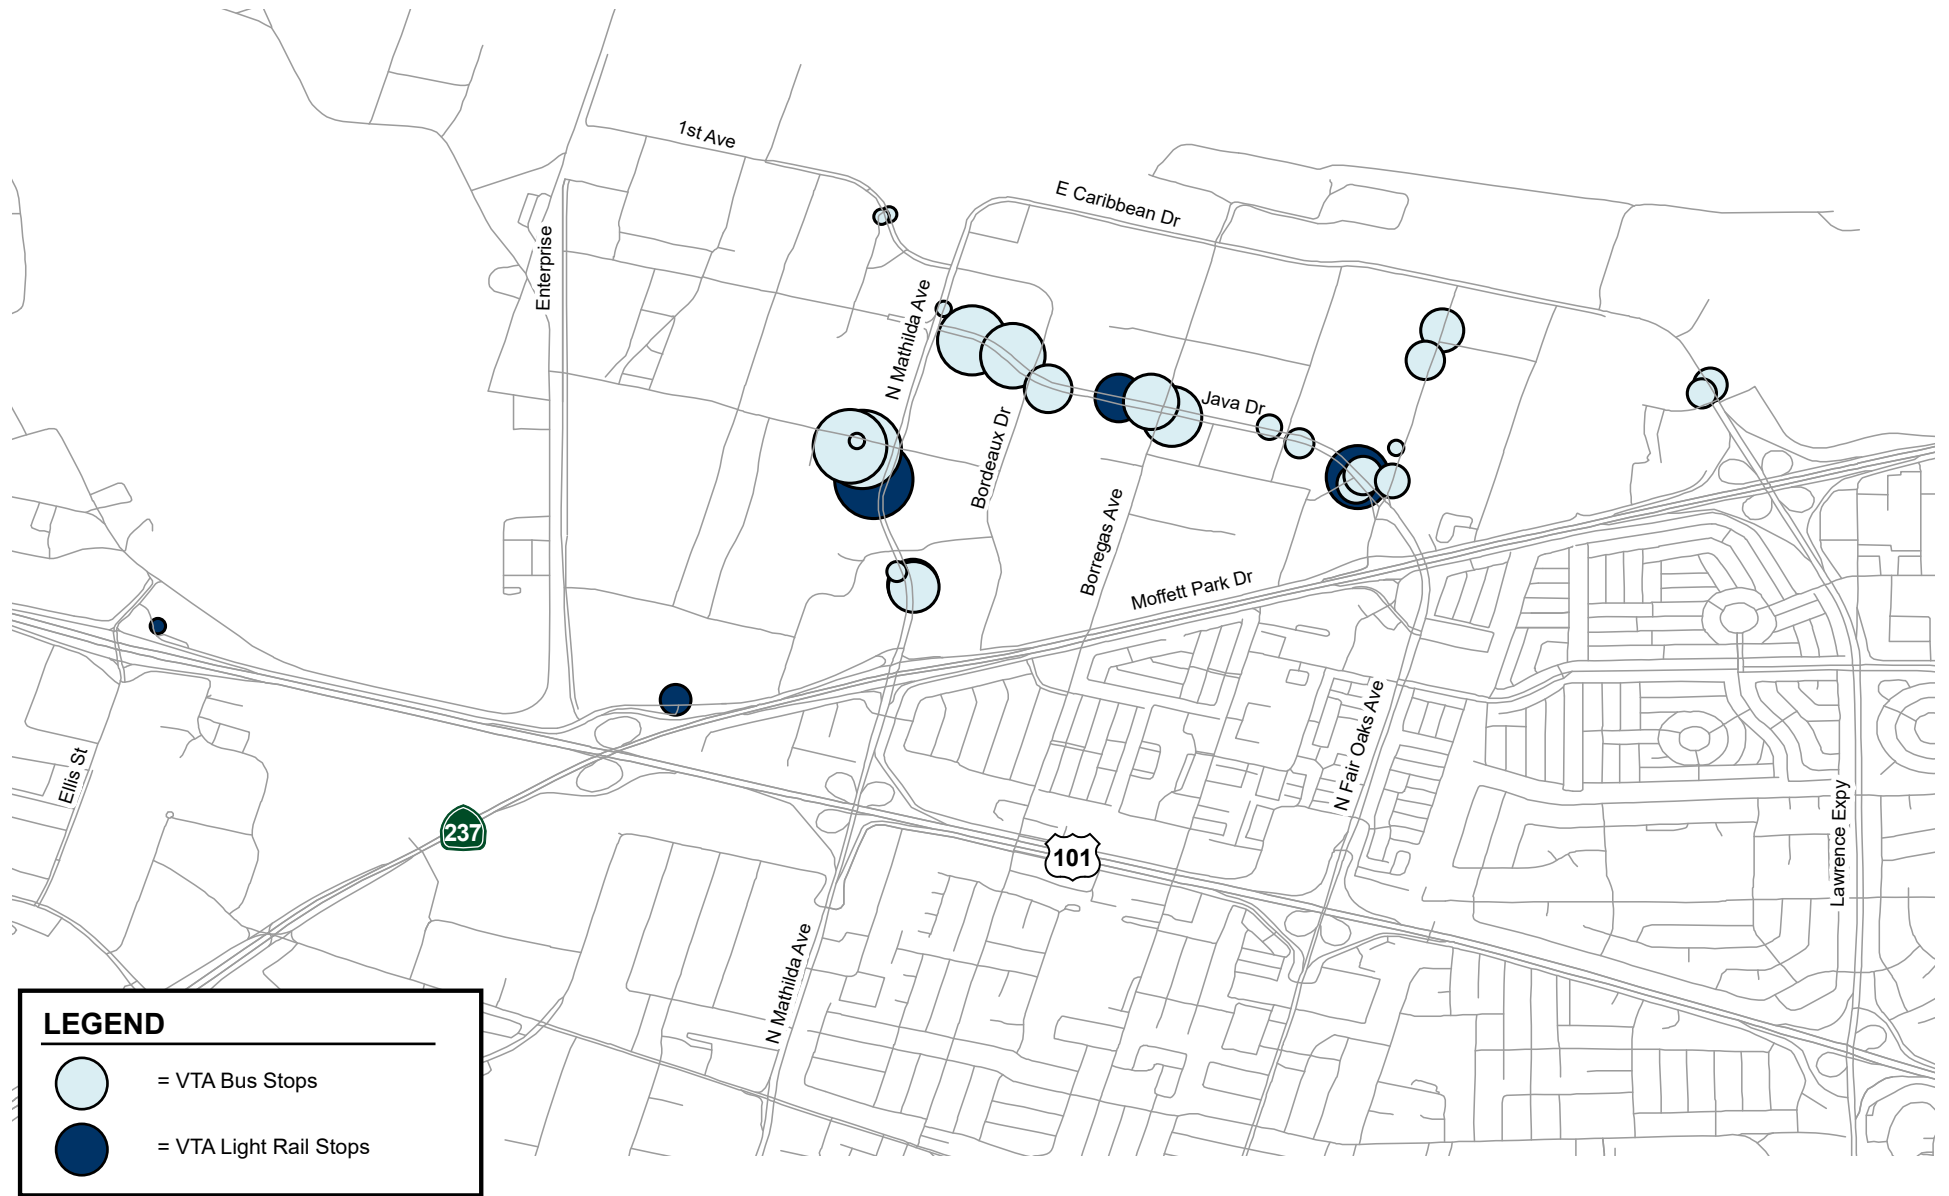 1st Ave
E Caribbean Dr
Enterprise
N Mathilda Ave
Java Dr
Bordeaux Dr
Borregas Ave
Moffett Park Dr
Ellis St
N Fair Oaks Ave
237
101
Lawrence Expy
N Mathilda Ave
LEGEND
= VTA Bus Stops
= VTA Light Rail Stops